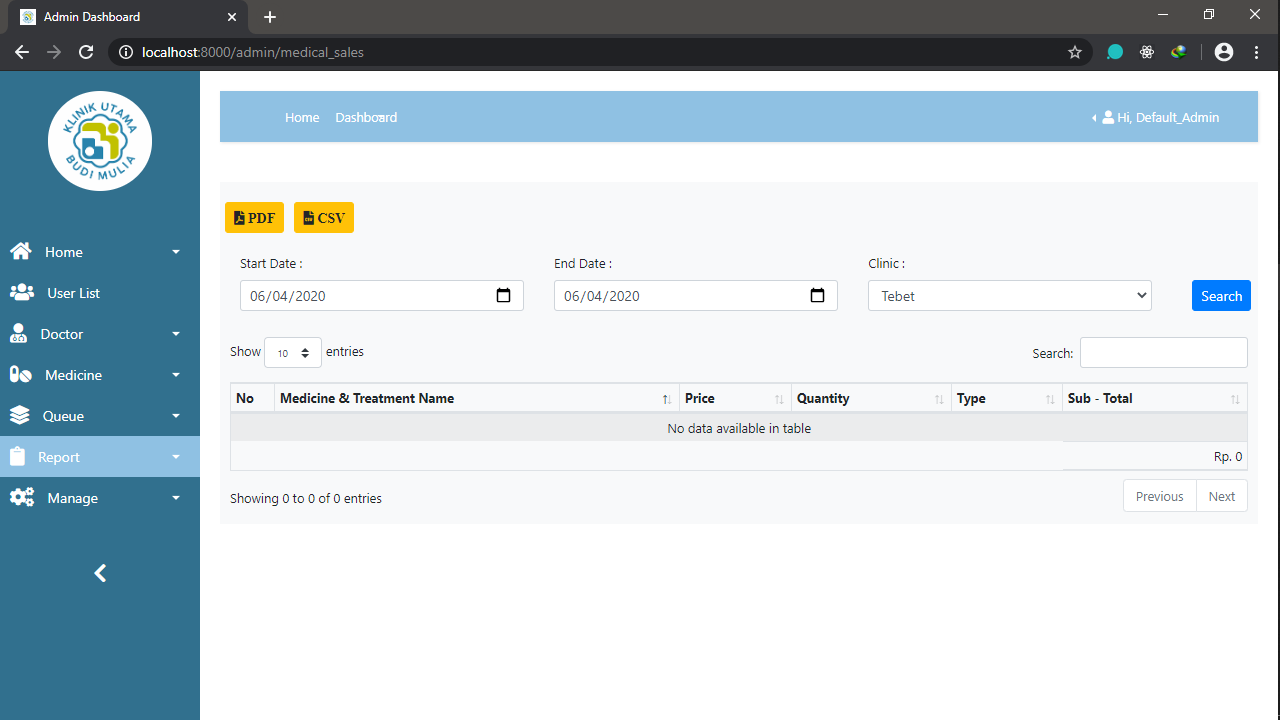 Admin Dashboard
localhost:8000/admin/medical_sales
KLINIK UTAMA
BUDI MULIA
Home Dashboard Hi, Default_Admin
Home
User List
Doctor
Medicine
Queue
Report
Manage
PDF CSV
Start Date : End Date : Clinic :
06/04/2020 06/04/2020 Tebet Search
Show 10 entries Search:
No Medicine & Treatment Name Price Quantity Type Sub - Total
No data available in table
Rp. 0
Showing 0 to 0 of 0 entries Previous Next